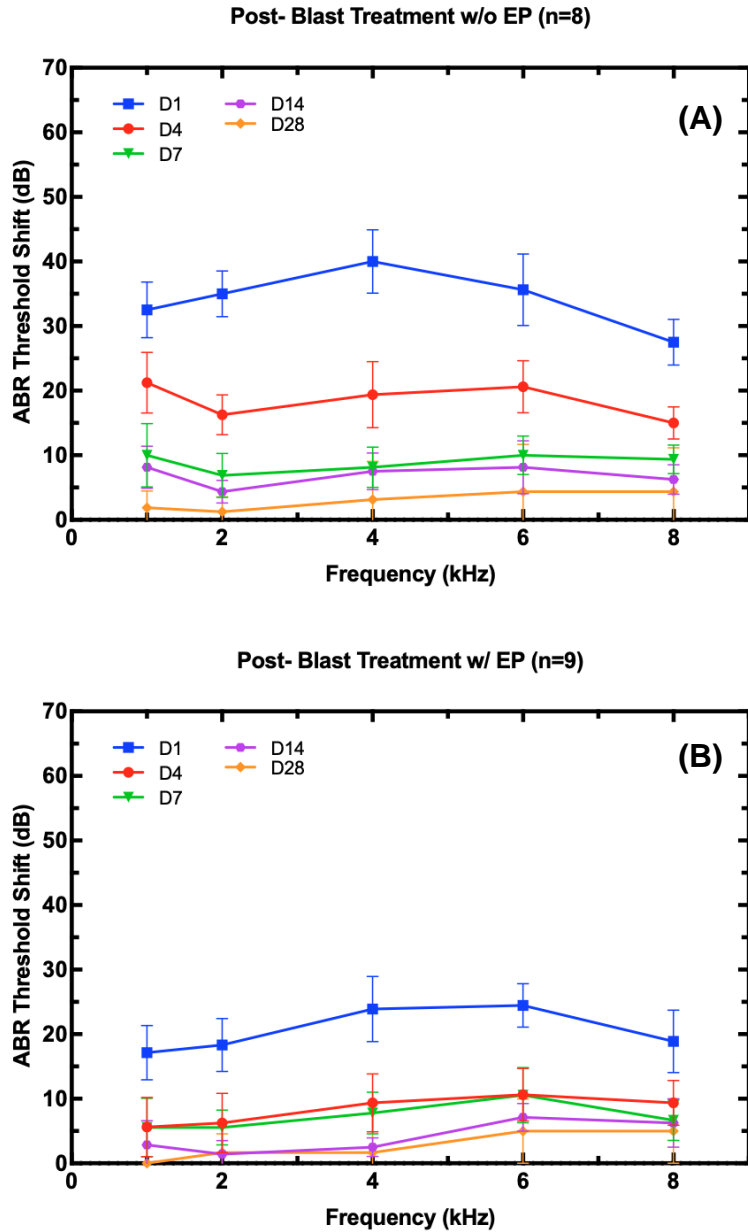 Post- Blast Treatment w/o EP (n=8)
70
60
50
40
30
20
10
0
ABR Threshold Shift (dB)
D1
D4
D7
D14
D28
(A)
0
2
4
6
8
Frequency (kHz)
Post- Blast Treatment w/ EP (n=9)
70
60
50
40
30
20
10
0
ABR Threshold Shift (dB)
D1
D4
D7
D14
D28
(B)
0
2
4
6
8
Frequency (kHz)